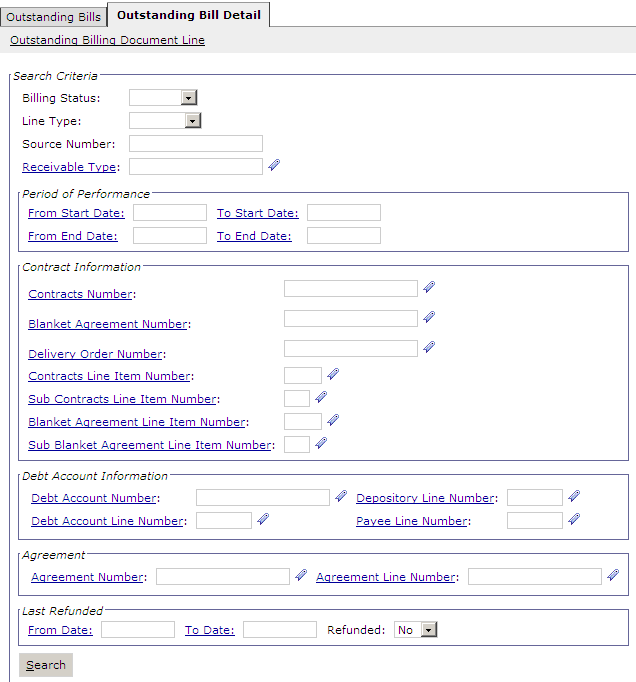 Outstanding Bills Outstanding Bill Detail
Outstanding Billing Document Line
Search Criteria
Billing Status:
Line Type:
Source Number:
Receivable Type:
Period of Performance
From Start Date: To Start Date:
From End Date: To End Date:
Contract Information
Contracts Number:
Blanket Agreement Number:
Delivery Order Number:
Contracts Line Item Number:
Sub Contracts Line Item Number:
Blanket Agreement Line Item Number:
Sub Blanket Agreement Line Item Number:
Debt Account Information
Debt Account Number: Depository Line Number:
Debt Account Line Number: Payee Line Number:
Agreement
Agreement Number: Agreement Line Number:
Last Refunded
From Date: To Date: Refunded: No
Search